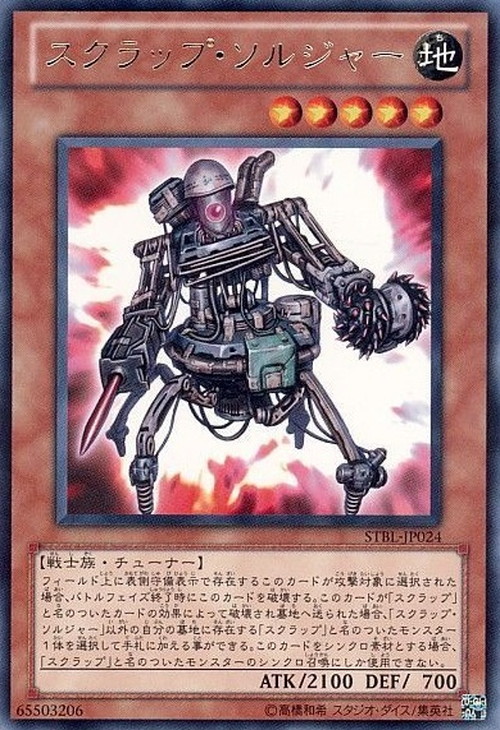 スクラップ・ソルジャー 地
STBL-JP024
【戦士族・チューナー】
フィールド上に表側守備表示で存在するこのカードが攻撃対象に選択された
場合、バトルフェイズ終了時にこのカードを破壊する。このカードが「スクラップ」
と名のついたカードの効果によって破壊され墓地へ送られた場合、「スクラップ・
ソルジャー」以外の自分の墓地に存在する「スクラップ」と名のついたモンスター
1体を選択して手札に加える事ができる。このカードをシンクロ素材とする場合、
「スクラップ」と名のついたモンスターのシンクロ召喚にしか使用できない。
ATK/2100 DEF/ 700
65503206 ©高橋和希 スタジオ・ダイス/集英社